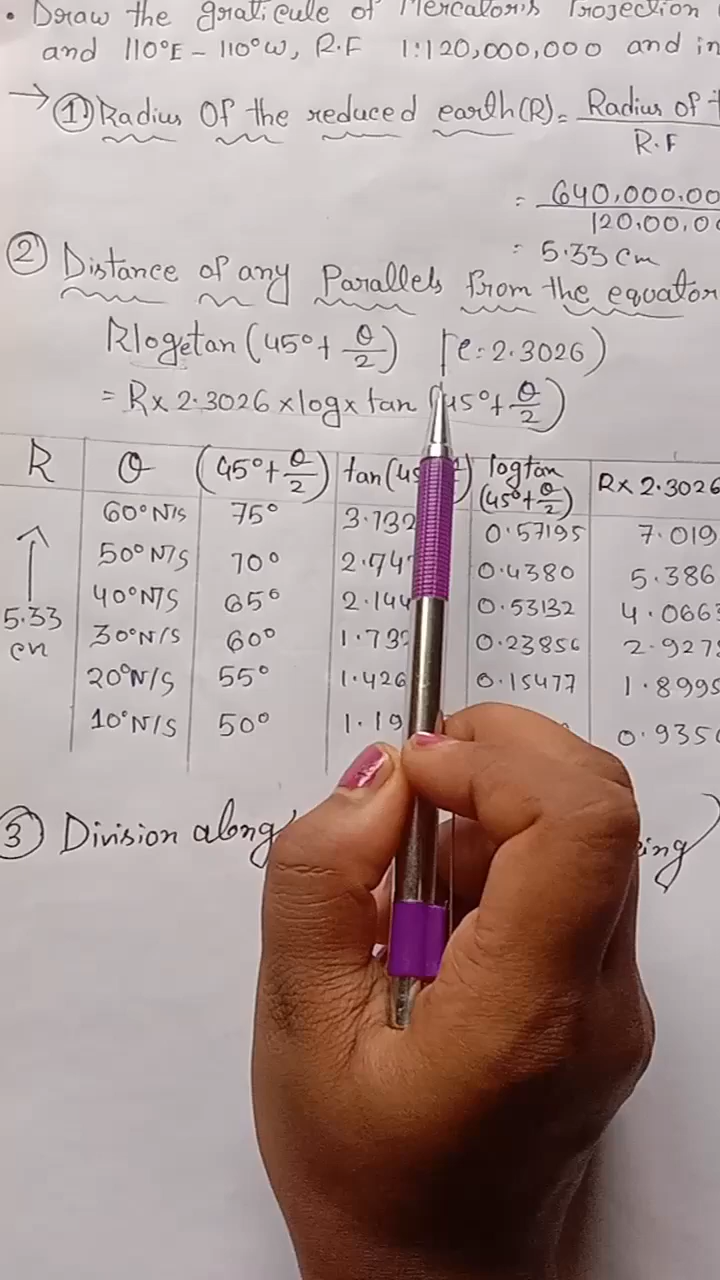 • Draw the graticule of Mercator's Projection
and 110°E - 110°W, R.F 1:120,000,000 and in
→ ① Radius Of the reduced earth(R) = Radius of t
R.F
= 640,000,00
120,00,0
= 5.33 cm
② Distance of any Parallels from the equator
Rlogetan (45° + θ/2) [e = 2.3026)
= R x 2.3026 x log x tan (45° + θ/2)
R θ (45° + θ/2) tan(45 logtan (45° + θ/2) R x 2.3026
60°N/S 75° 3.732 0.57195 7.019
50°N/S 70° 2.74 0.4380 5.386
40°N/S 65° 2.144 0.53132 4.066
5.33 cm 30°N/S 60° 1.732 0.23856 2.927
20°N/S 55° 1.426 0.15477 1.8995
10°N/S 50° 1.19 0.935
③ Division along ing)